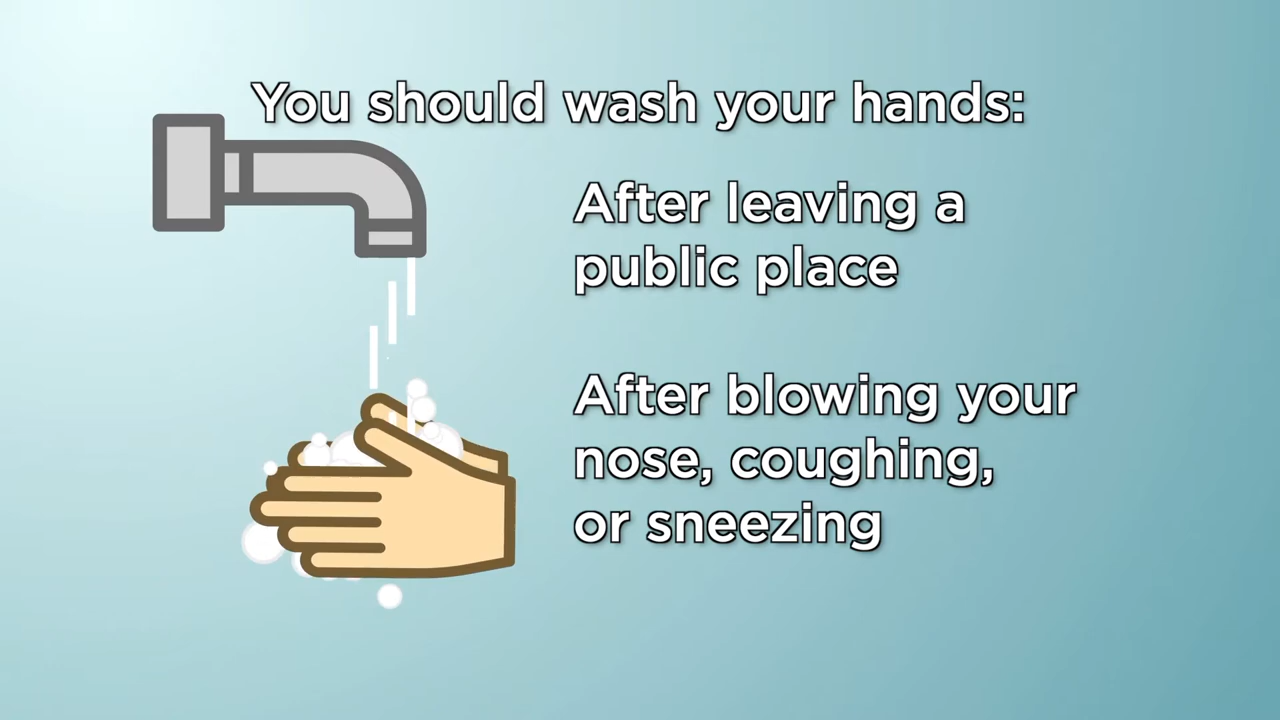 You should wash your hands:
After leaving a
public place
After blowing your
nose, coughing,
or sneezing